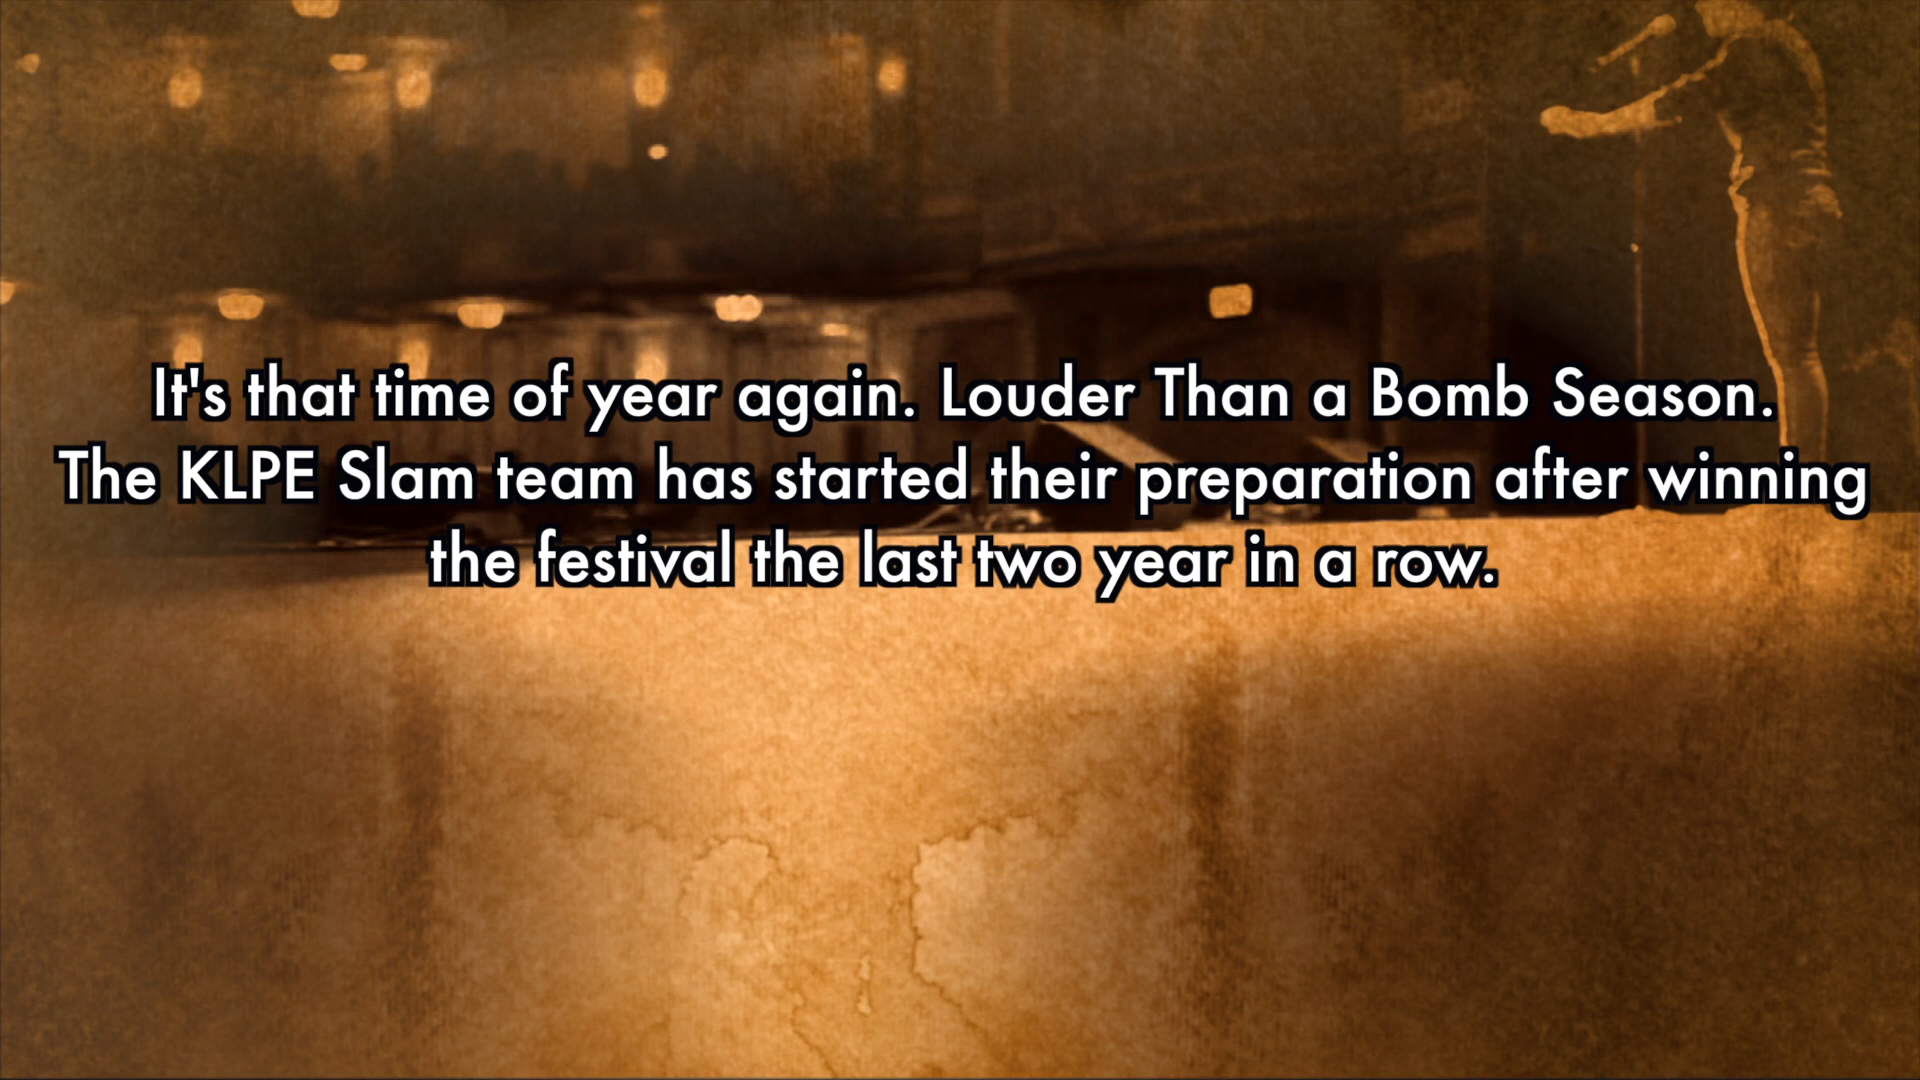 It's that time of year again. Louder Than a Bomb Season.
The KLPE Slam team has started their preparation after winning
the festival the last two year in a row.